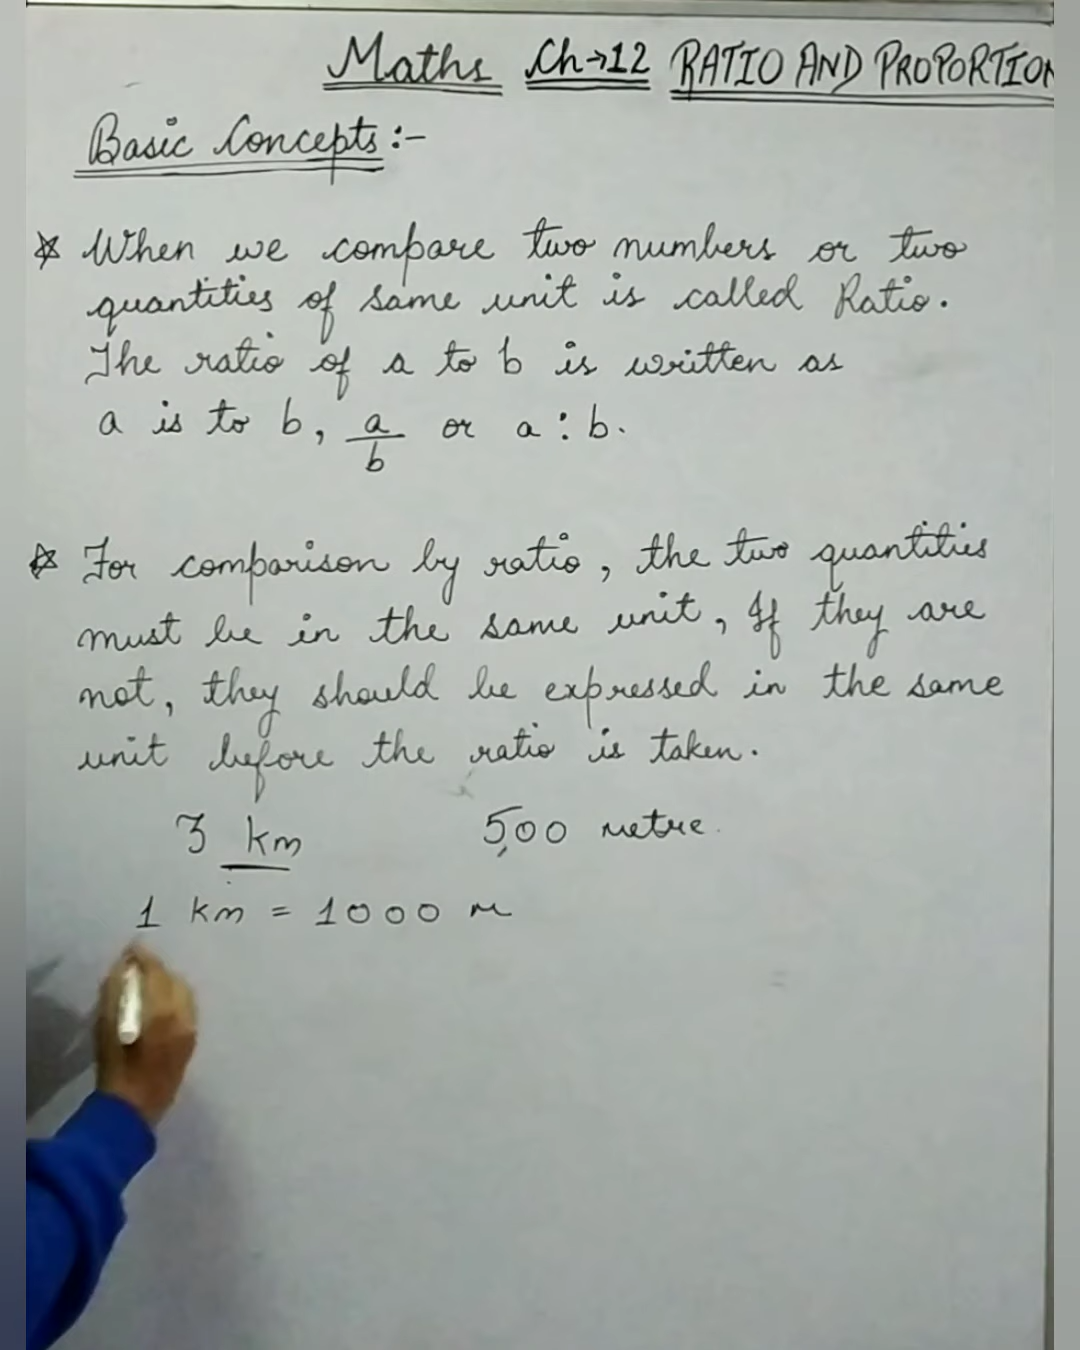 Maths Ch→12 RATIO AND PROPORTION
Basic Concepts:-
☆ When we compare two numbers or two
quantities of same unit is called Ratio.
The ratio of a to b is written as
a is to b, a/b or a : b.
☆ For comparison by ratio, the two quantities
must be in the same unit, If they are
not, they should be expressed in the same
unit before the ratio is taken.
3 km 500 metre
1 km = 1000 m